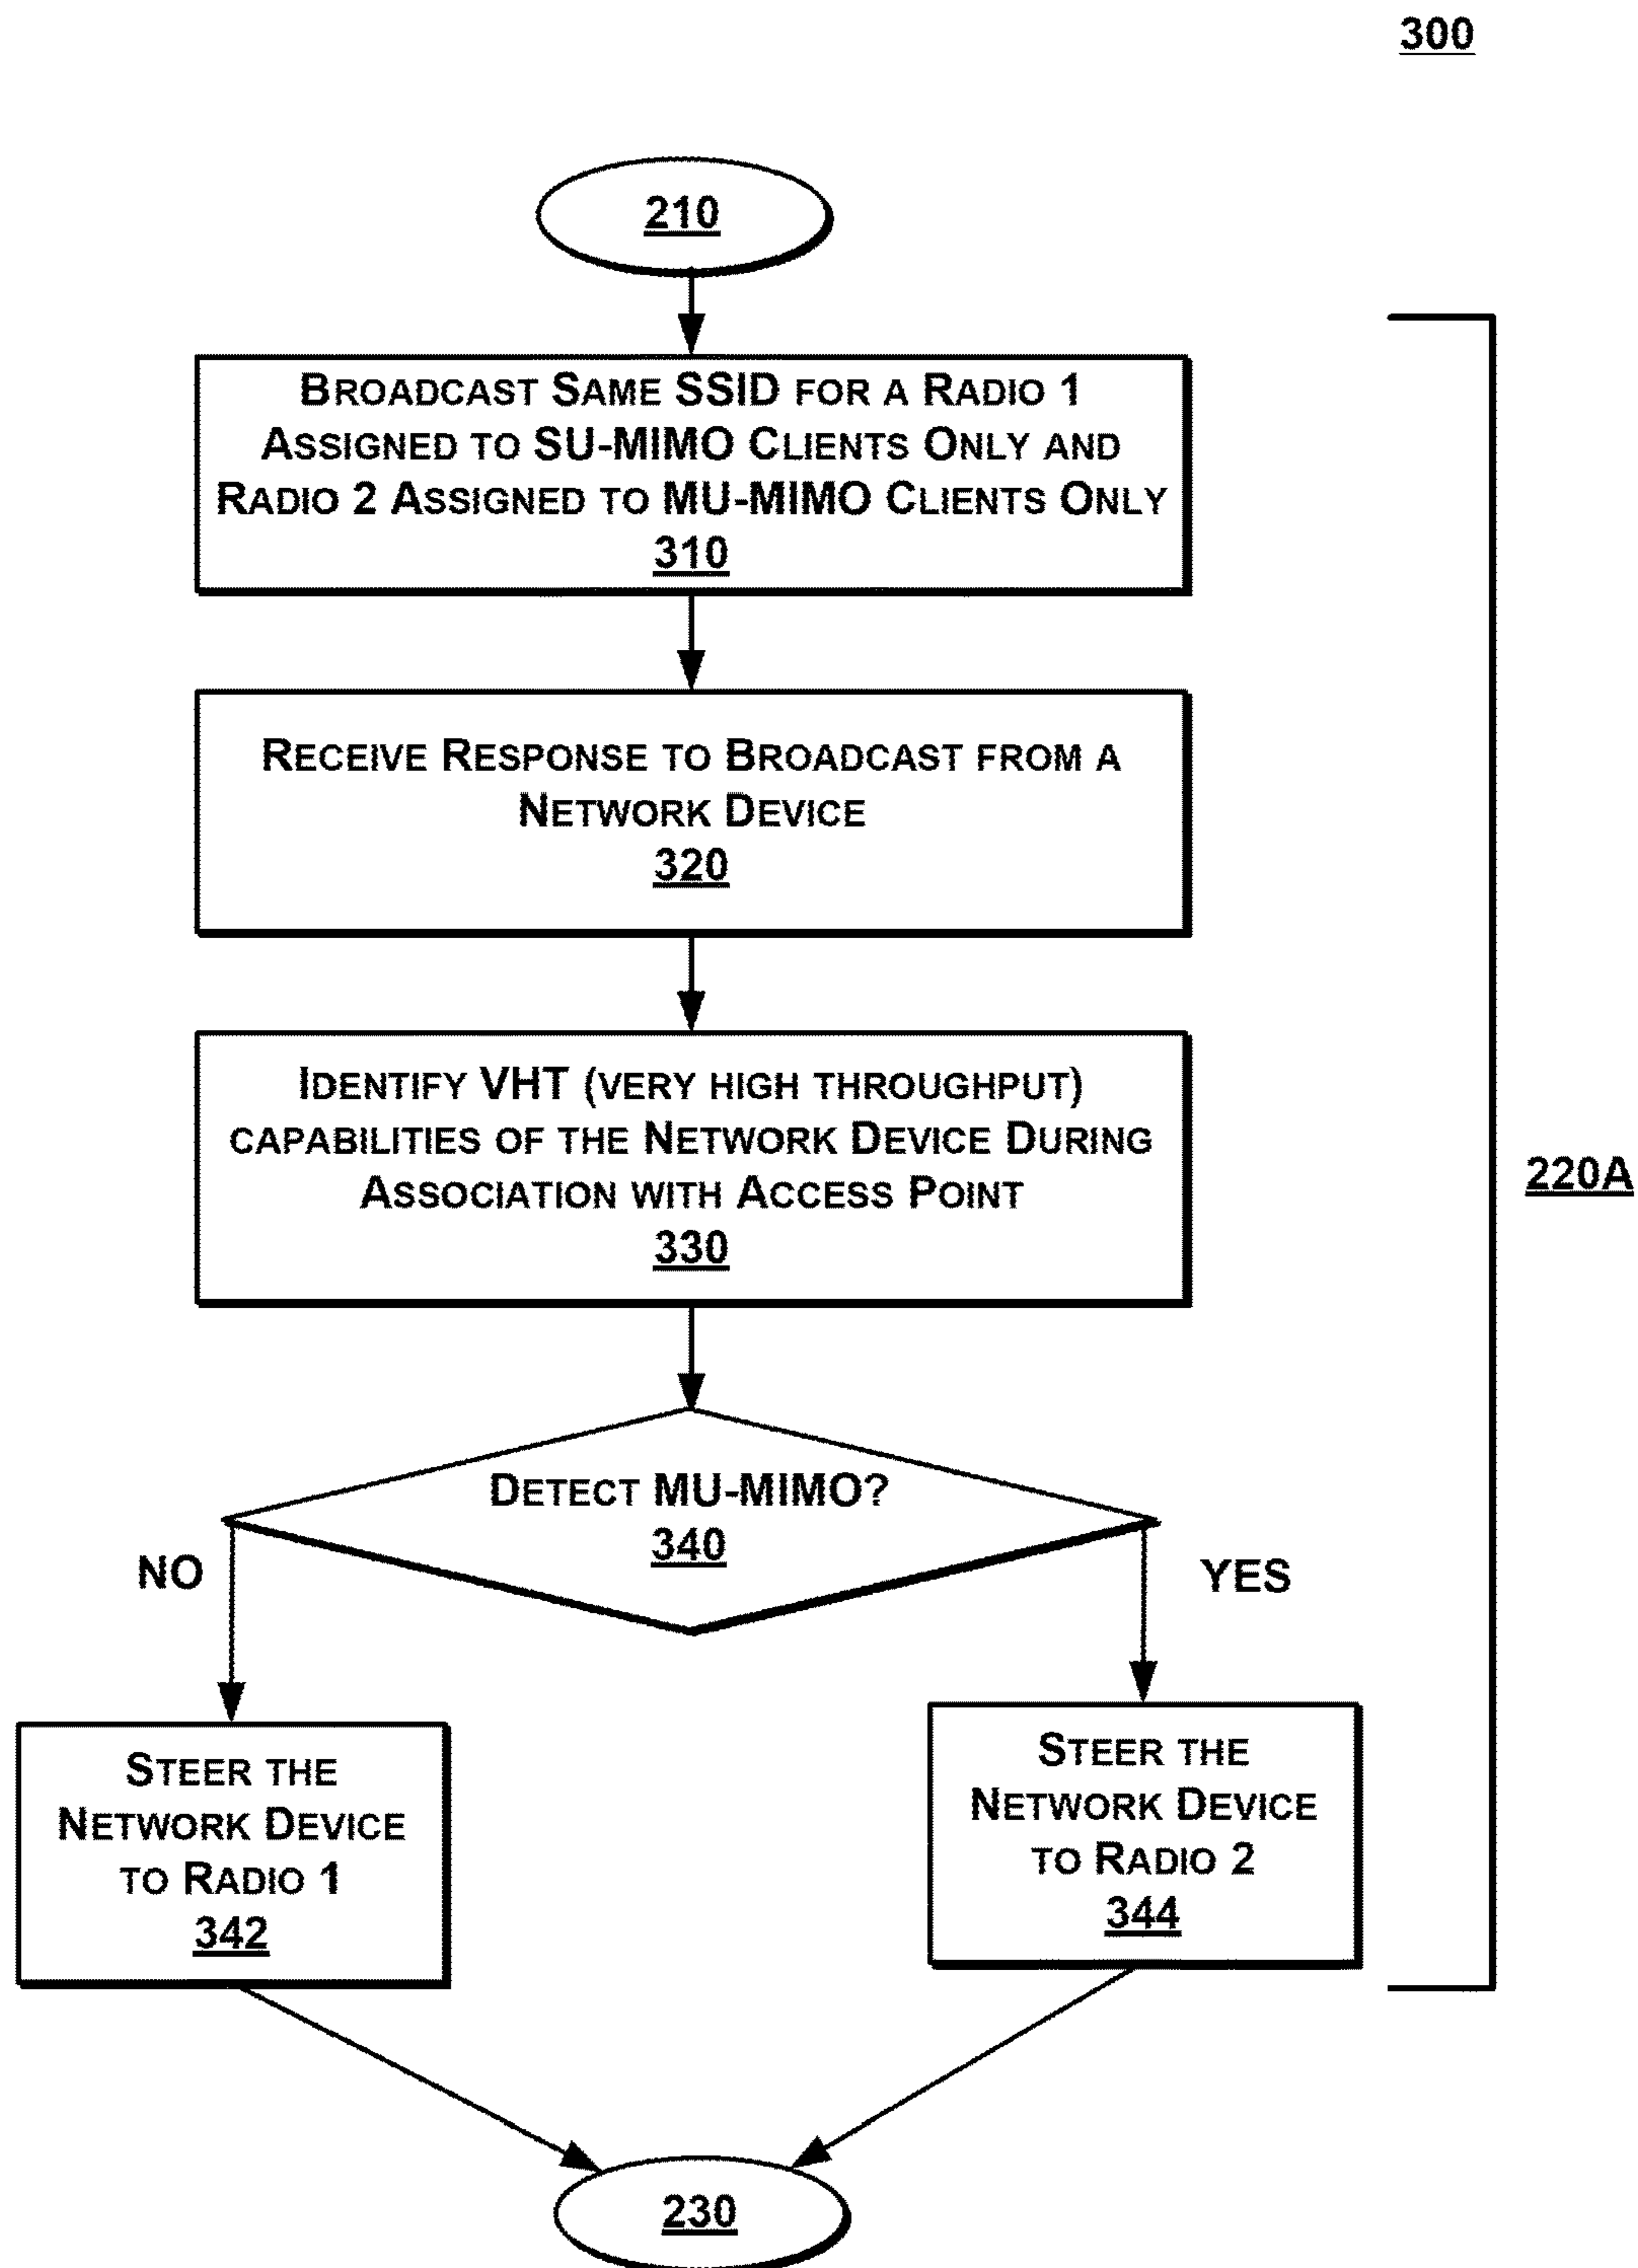 300
210
BROADCAST SAME SSID FOR A RADIO 1
ASSIGNED TO SU-MIMO CLIENTS ONLY AND
RADIO 2 ASSIGNED TO MU-MIMO CLIENTS ONLY
310
RECEIVE RESPONSE TO BROADCAST FROM A
NETWORK DEVICE
320
IDENTIFY VHT (VERY HIGH THROUGHPUT)
CAPABILITIES OF THE NETWORK DEVICE DURING
ASSOCIATION WITH ACCESS POINT
330
220A
DETECT MU-MIMO?
340
NO
YES
STEER THE
NETWORK DEVICE
TO RADIO 1
342
STEER THE
NETWORK DEVICE
TO RADIO 2
344
230